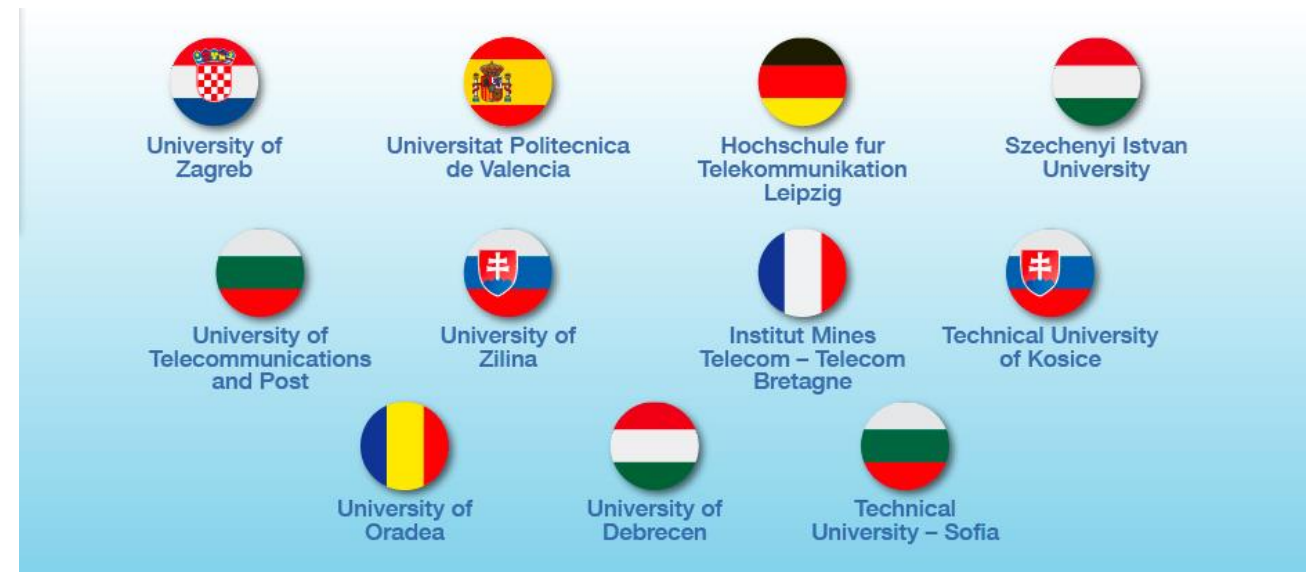 University of
Zagreb
Universitat Politecnica
de Valencia
Hochschule fur
Telekommunikation
Leipzig
Szechenyi Istvan
University
University of
Telecommunications
and Post
University of
Zilina
Institut Mines
Telecom – Telecom
Bretagne
Technical University
of Kosice
University of
Oradea
University of
Debrecen
Technical
University – Sofia